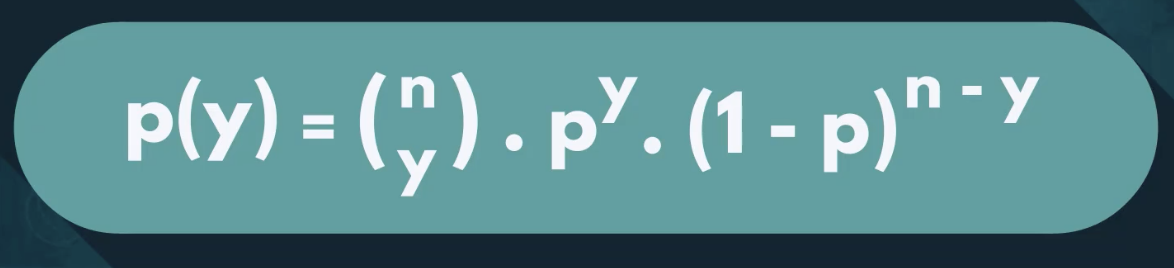 p(y) = (n y) . p^y . (1 - p)^n - y